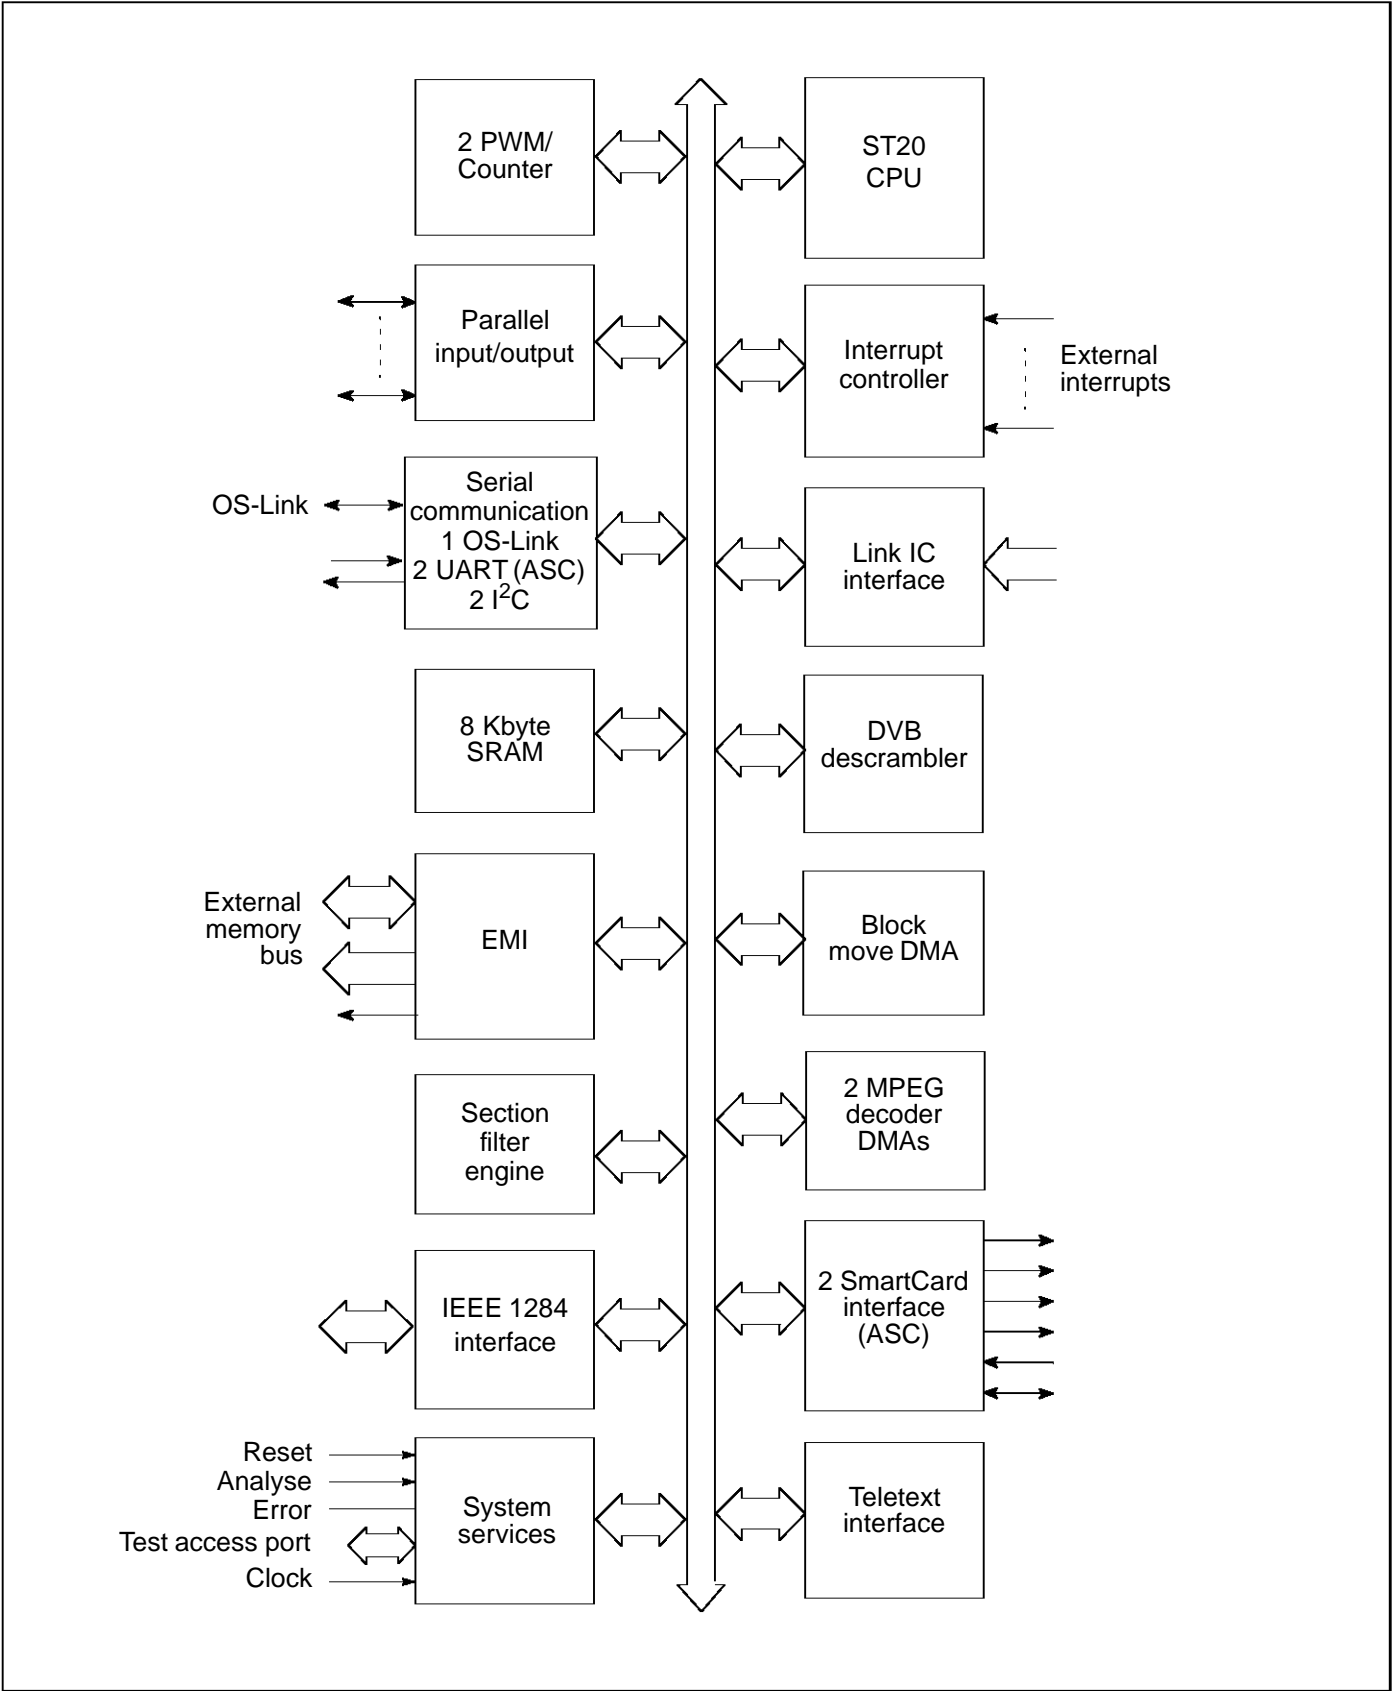 2 PWM/
Counter
ST20
CPU
Parallel
input/output
Interrupt
controller
External
interrupts
OS-Link
Serial
communication
1 OS-Link
2 UART (ASC)
2 I²C
Link IC
interface
8 Kbyte
SRAM
DVB
descrambler
External
memory
bus
EMI
Block
move DMA
Section
filter
engine
2 MPEG
decoder
DMAs
IEEE 1284
interface
2 SmartCard
interface
(ASC)
Reset
Analyse
Error
Test access port
Clock
System
services
Teletext
interface